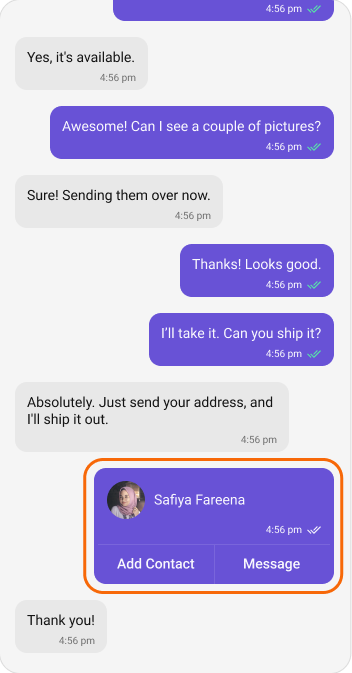 4:56 pm
Yes, it's available.
4:56 pm
Awesome! Can I see a couple of pictures?
4:56 pm
Sure! Sending them over now.
4:56 pm
Thanks! Looks good.
4:56 pm
I'll take it. Can you ship it?
4:56 pm
Absolutely. Just send your address, and
I'll ship it out.
4:56 pm
Safiya Fareena
4:56 pm
Add Contact
Message
Thank you!
4:56 pm